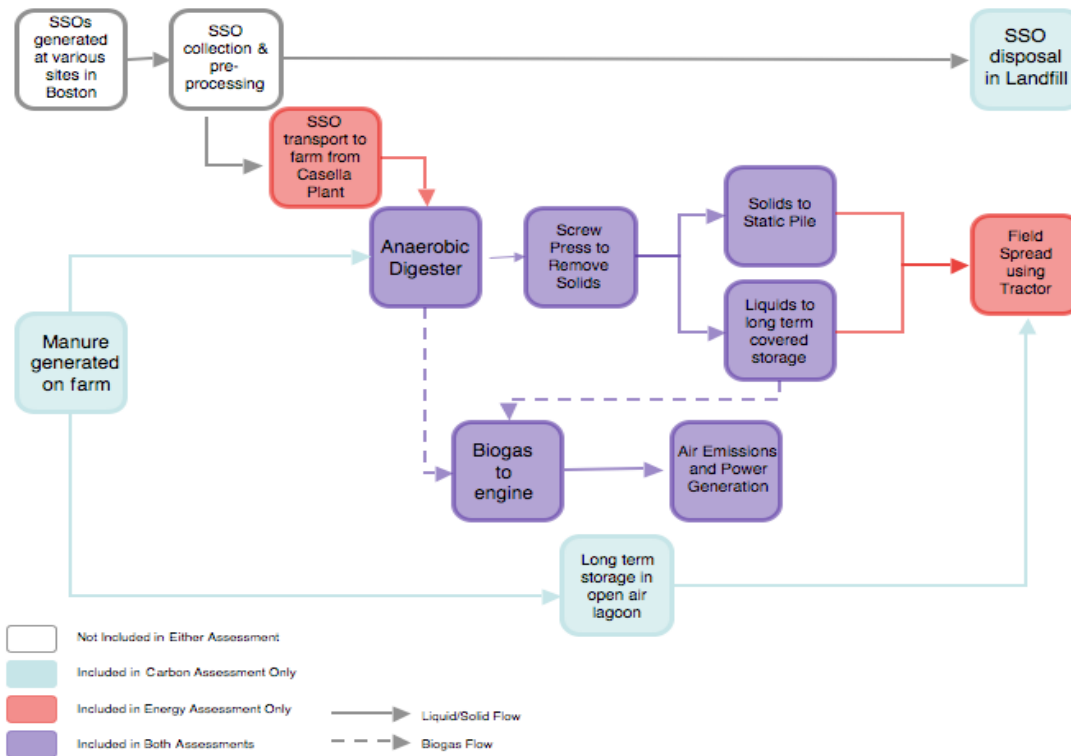 SSOs
generated
at various
sites in
Boston
SSO
collection &
pre-
processing
SSO
disposal
in Landfill
SSO
transport to
farm from
Casella
Plant
Anaerobic
Digester
Screw
Press to
Remove
Solids
Solids to
Static Pile
Liquids to
long term
covered
storage
Field
Spread
using
Tractor
Manure
generated
on farm
Biogas
to
engine
Air Emissions
and Power
Generation
Long term
storage in
open air
lagoon
Not Included in Either Assessment
Included in Carbon Assessment Only
Included in Energy Assessment Only
Included in Both Assessments
Liquid/Solid Flow
Biogas Flow